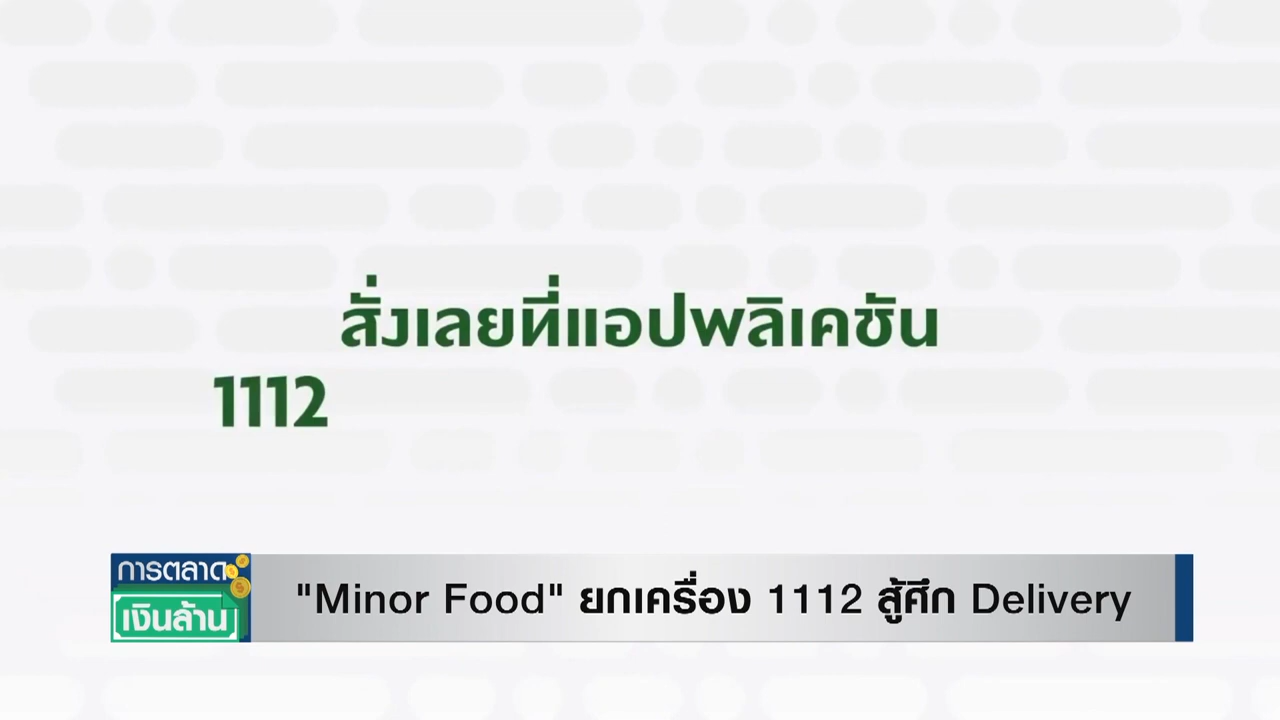 สั่งเลยที่แอปพลิเคชัน
1112
การตลาด
เงินล้าน
"Minor Food" ยกเครื่อง 1112 สู้ศึก Delivery